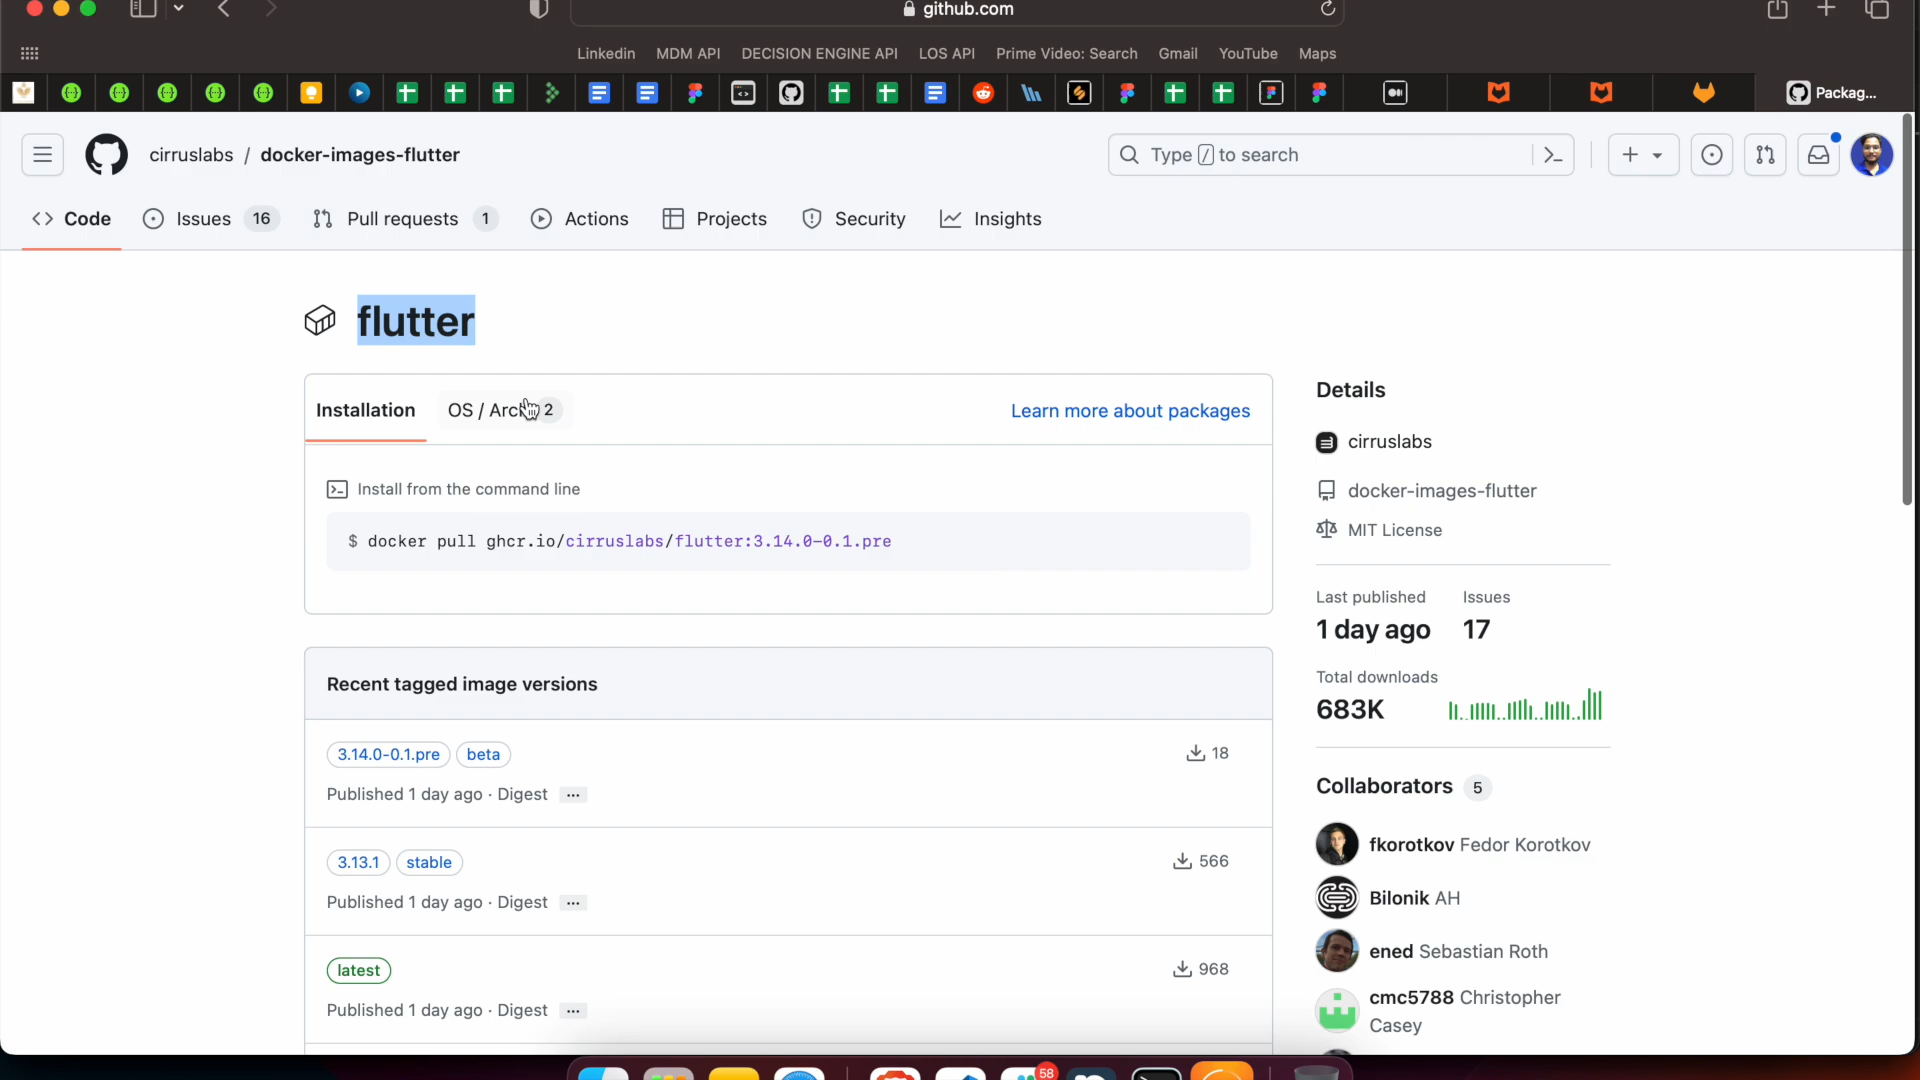 github.com
Linkedin MDM API DECISION ENGINE API LOS API Prime Video: Search Gmail YouTube Maps
Packag...
cirruslabs / docker-images-flutter
Type / to search
Code Issues 16 Pull requests 1 Actions Projects Security Insights
flutter
Installation
OS / Arch 2
Learn more about packages
Install from the command line
$ docker pull ghcr.io/cirruslabs/flutter:3.14.0-0.1.pre
Recent tagged image versions
3.14.0-0.1.pre beta
18
Published 1 day ago · Digest ...
3.13.1 stable
566
Published 1 day ago · Digest ...
latest
968
Published 1 day ago · Digest ...
Details
cirruslabs
docker-images-flutter
MIT License
Last published Issues
1 day ago 17
Total downloads
683K
Collaborators 5
fkorotkov Fedor Korotkov
Bilonik AH
ened Sebastian Roth
cmc5788 Christopher
Casey
58